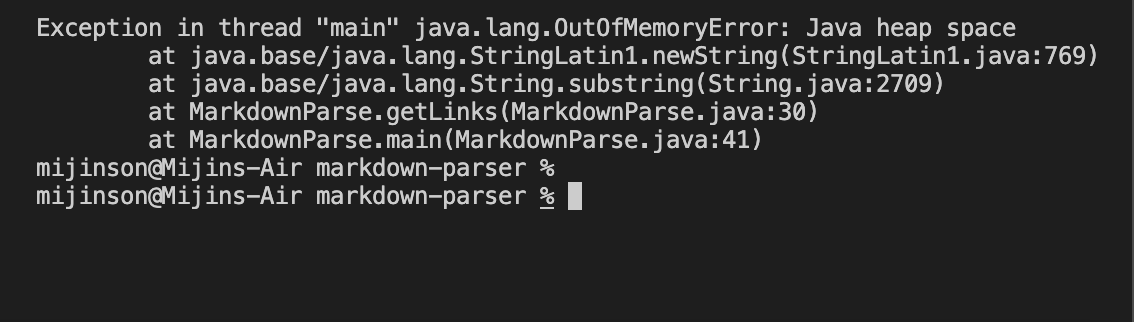 Exception in thread "main" java.lang.OutOfMemoryError: Java heap space
        at java.base/java.lang.StringLatin1.newString(StringLatin1.java:769)
        at java.base/java.lang.String.substring(String.java:2709)
        at MarkdownParse.getLinks(MarkdownParse.java:30)
        at MarkdownParse.main(MarkdownParse.java:41)
mijinson@Mijins-Air markdown-parser %
mijinson@Mijins-Air markdown-parser %